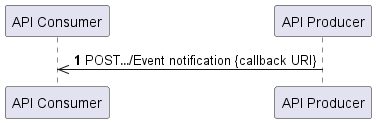 API Consumer API Producer
1 POST.../Event notification {callback URI}
API Consumer API Producer